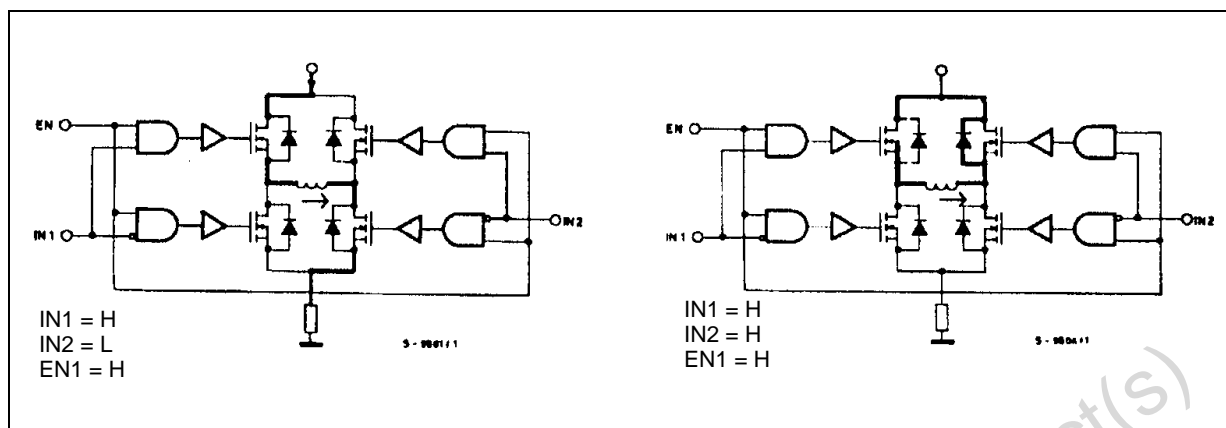 EN
IN1
IN2
IN1 = H
IN2 = L
EN1 = H
EN
IN1
IN2
IN1 = H
IN2 = H
EN1 = H